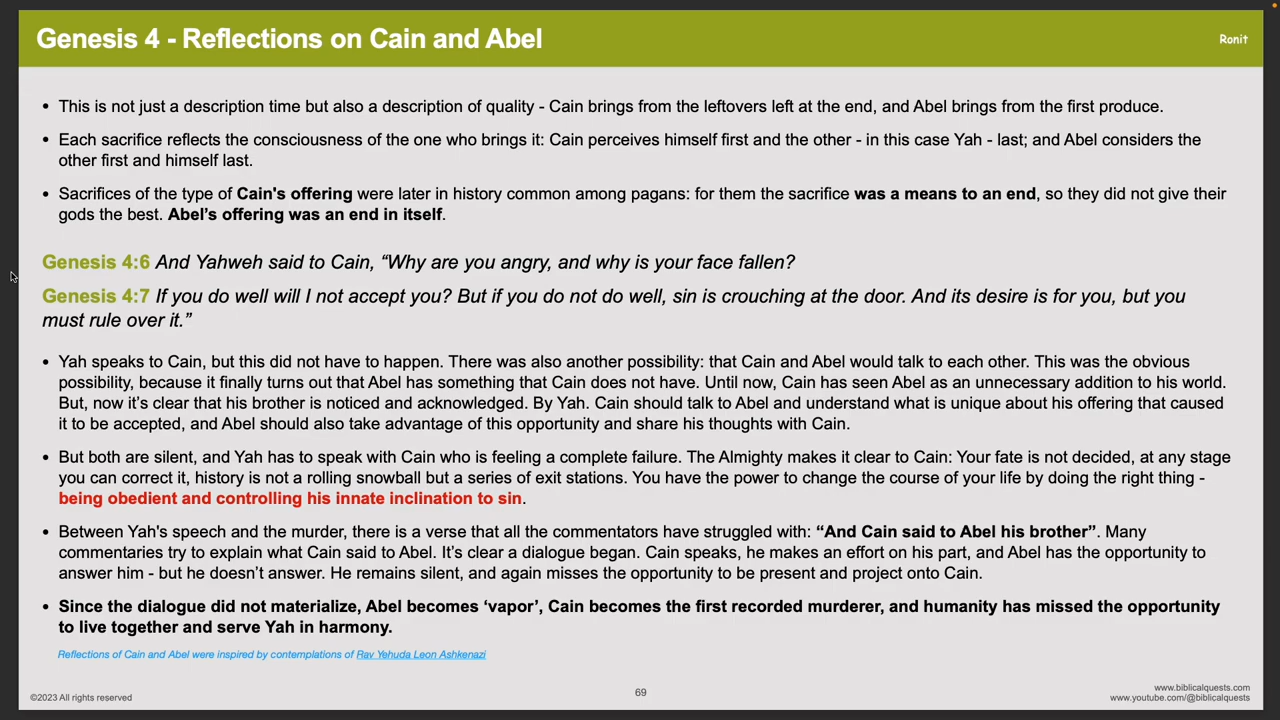 Genesis 4 - Reflections on Cain and Abel
Ronit
• This is not just a description time but also a description of quality - Cain brings from the leftovers left at the end, and Abel brings from the first produce.
• Each sacrifice reflects the consciousness of the one who brings it: Cain perceives himself first and the other - in this case Yah - last; and Abel considers the
other first and himself last.
• Sacrifices of the type of Cain's offering were later in history common among pagans: for them the sacrifice was a means to an end, so they did not give their
gods the best. Abel’s offering was an end in itself.
Genesis 4:6 And Yahweh said to Cain, “Why are you angry, and why is your face fallen?
Genesis 4:7 If you do well will I not accept you? But if you do not do well, sin is crouching at the door. And its desire is for you, but you
must rule over it.”
• Yah speaks to Cain, but this did not have to happen. There was also another possibility: that Cain and Abel would talk to each other. This was the obvious
possibility, because it finally turns out that Abel has something that Cain does not have. Until now, Cain has seen Abel as an unnecessary addition to his world.
But, now it’s clear that his brother is noticed and acknowledged. By Yah. Cain should talk to Abel and understand what is unique about his offering that caused
it to be accepted, and Abel should also take advantage of this opportunity and share his thoughts with Cain.
• But both are silent, and Yah has to speak with Cain who is feeling a complete failure. The Almighty makes it clear to Cain: Your fate is not decided, at any stage
you can correct it, history is not a rolling snowball but a series of exit stations. You have the power to change the course of your life by doing the right thing -
being obedient and controlling his innate inclination to sin.
• Between Yah's speech and the murder, there is a verse that all the commentators have struggled with: “And Cain said to Abel his brother”. Many
commentaries try to explain what Cain said to Abel. It’s clear a dialogue began. Cain speaks, he makes an effort on his part, and Abel has the opportunity to
answer him - but he doesn’t answer. He remains silent, and again misses the opportunity to be present and project onto Cain.
• Since the dialogue did not materialize, Abel becomes ‘vapor’, Cain becomes the first recorded murderer, and humanity has missed the opportunity
to live together and serve Yah in harmony.
Reflections of Cain and Abel were inspired by contemplations of Rav Yehuda Leon Ashkenazi
©2023 All rights reserved
69
www.biblicalquests.com
www.youtube.com/@biblicalquests